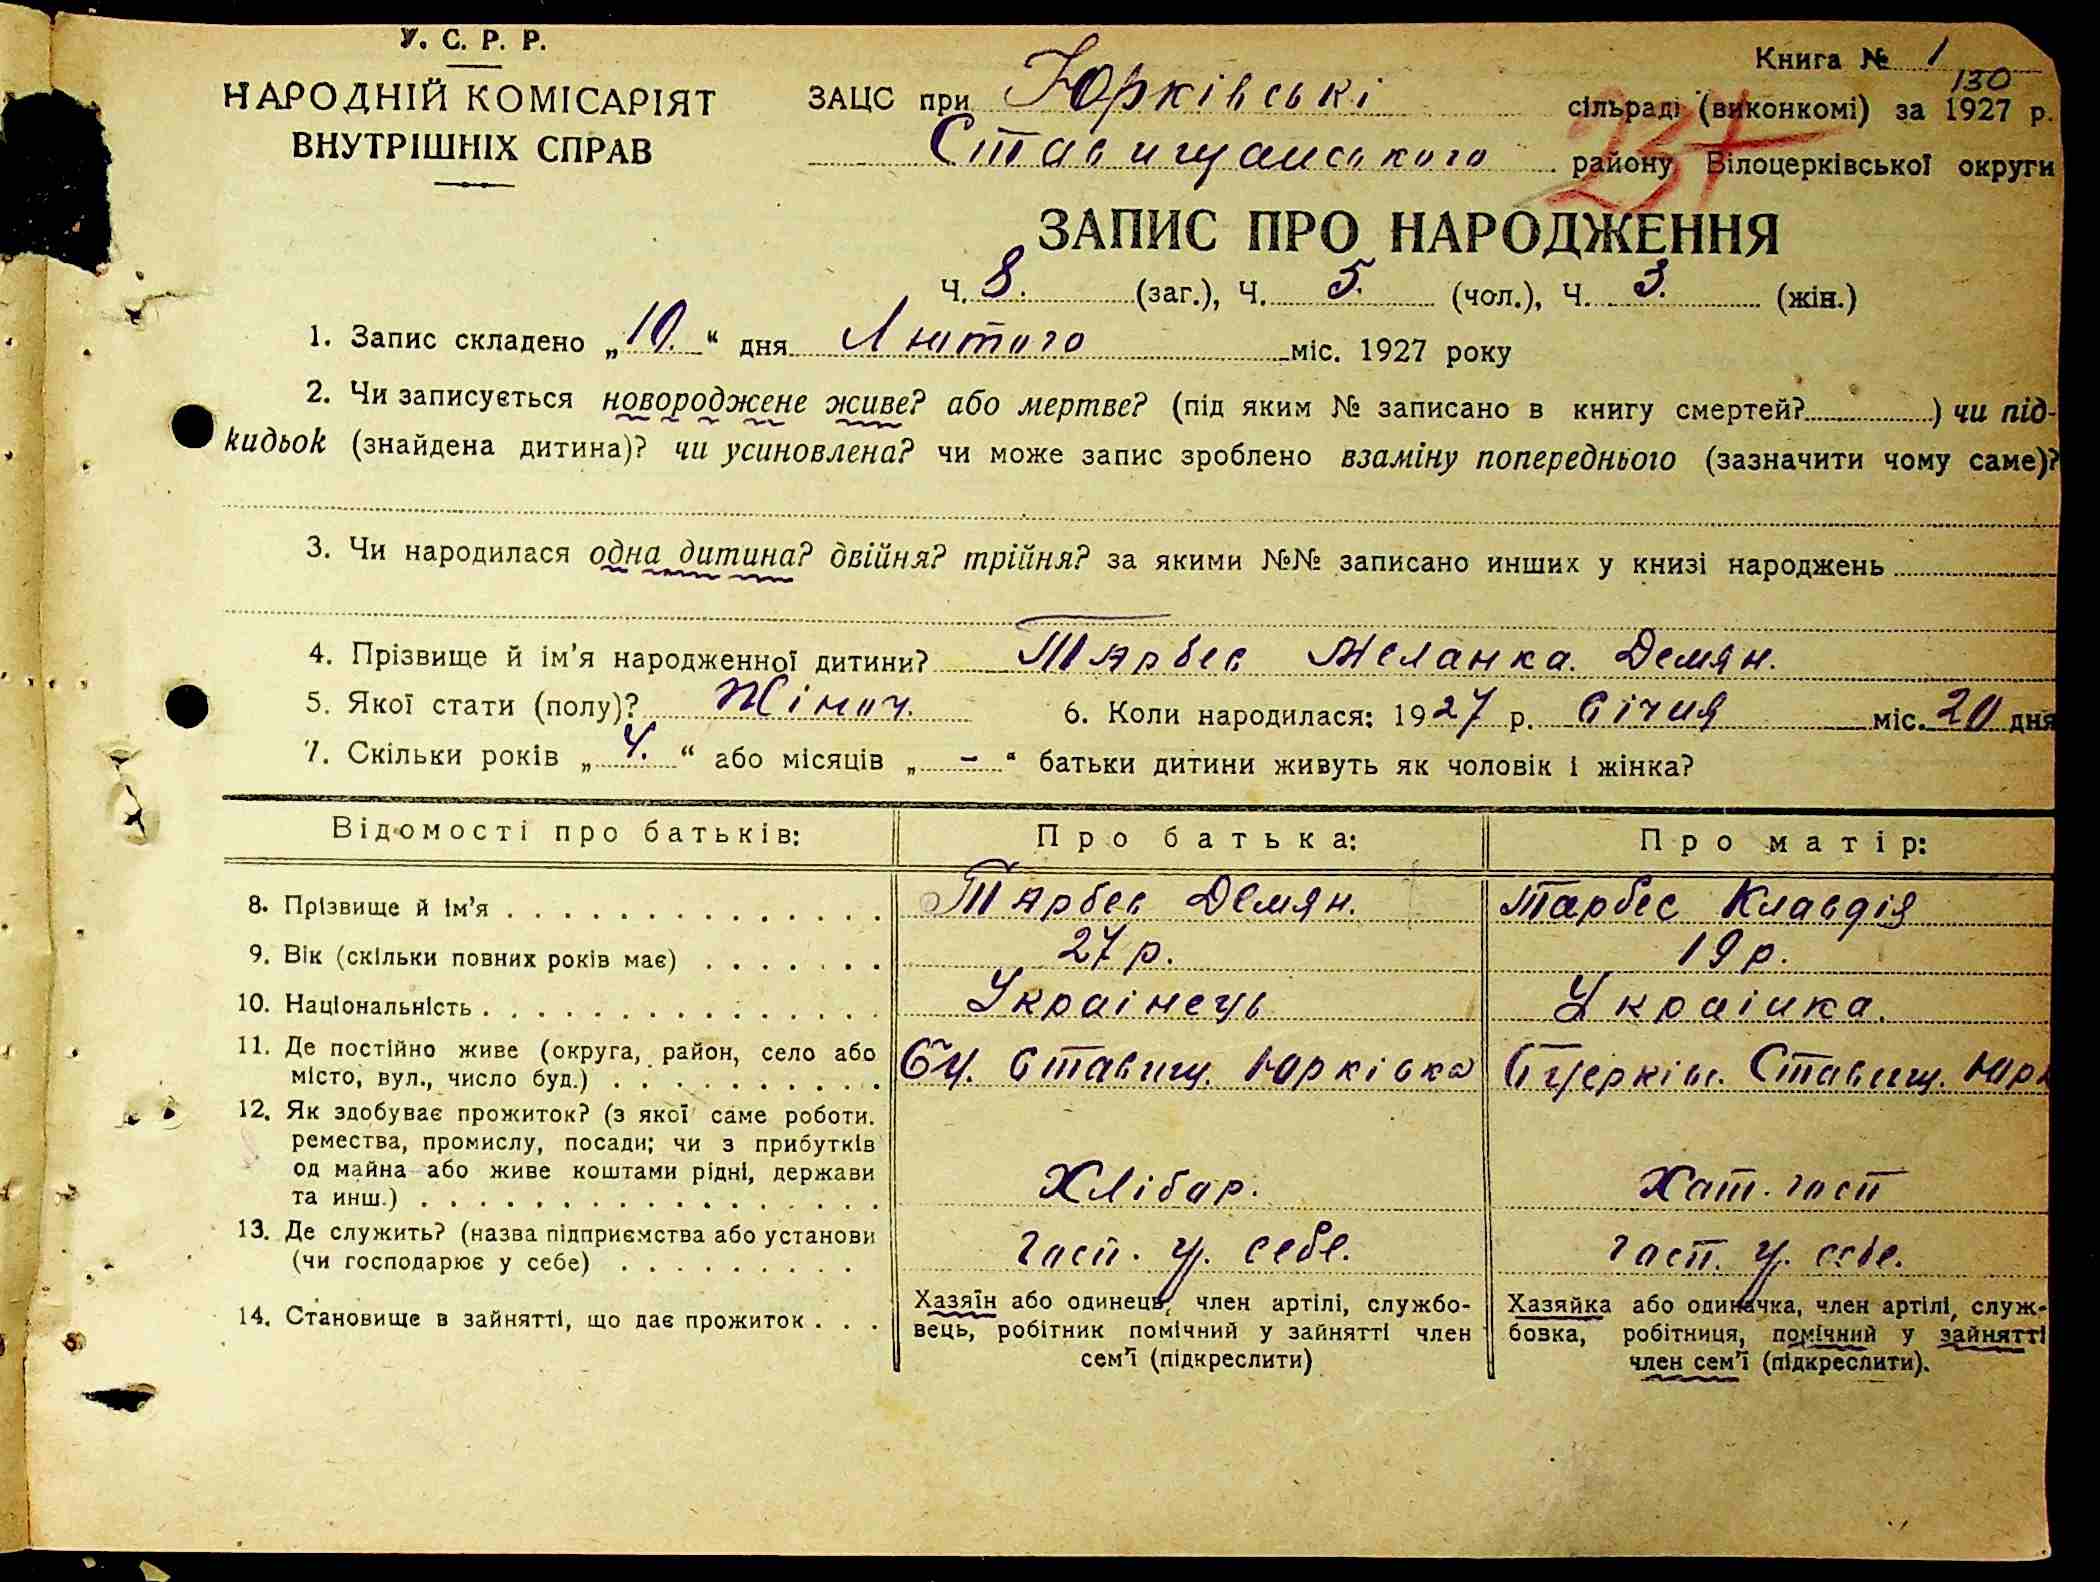 У. С. Р. Р.
НАРОДНІЙ КОМІСАРІЯТ
ВНУТРІШНІХ СПРАВ
Книга № 1
130
ЗАЦС при Юрківські сільраді (виконкомі) за 1927 р.
Ставищанського району Білоцерківської округи
ЗАПИС ПРО НАРОДЖЕННЯ
Ч. 8. (заг.), Ч. 5. (чол.), Ч. 3. (жін.)
1. Запис складено „10.“ дня Лютого міс. 1927 року
2. Чи записується новороджене живе? або мертве? (під яким № записано в книгу смертей? ) чи під-
кидьок (знайдена дитина)? чи усиновлена? чи може запис зроблено взаміну попереднього (зазначити чому саме)?
3. Чи народилася одна дитина? двійня? трійня? за якими №№ записано инших у книзі народжень
4. Прізвище й ім'я народженної дитини? Тарбес Меланка. Демян.
5. Якої стати (полу)? Жіноч. 6. Коли народилася: 1927 р. Січня міс. 20 дня
7. Скільки років „4.“ або місяців „-“ батьки дитини живуть як чоловік і жінка?
Відомості про батьків: Про батька: Про матір:
8. Прізвище й ім'я Тарбес Демян. Тарбес Клавдія
9. Вік (скільки повних років має) 27 р. 19 р.
10. Національність Украінець Украінка.
11. Де постійно живе (округа, район, село або
місто, вул., число буд.) Бц. Ставищ. Юрківка Бцерків. Ставищ. Юрк
12. Як здобуває прожиток? (з якої саме роботи.
ремества, промислу, посади; чи з прибутків
од майна або живе коштами рідні, держави
та инш.) Хлібор. Хат. госп
13. Де служить? (назва підприємства або установи
(чи господарює у себе) госп. у. себе. госп. у. себе.
14. Становище в зайнятті, що дає прожиток
Хазяїн або одинець, член артілі, службо-
вець, робітник помічний у зайнятті член
сем'ї (підкреслити)
Хазяйка або одиначка, член артілі, служ-
бовка, робітниця, помічний у зайнятті
член сем'ї (підкреслити).